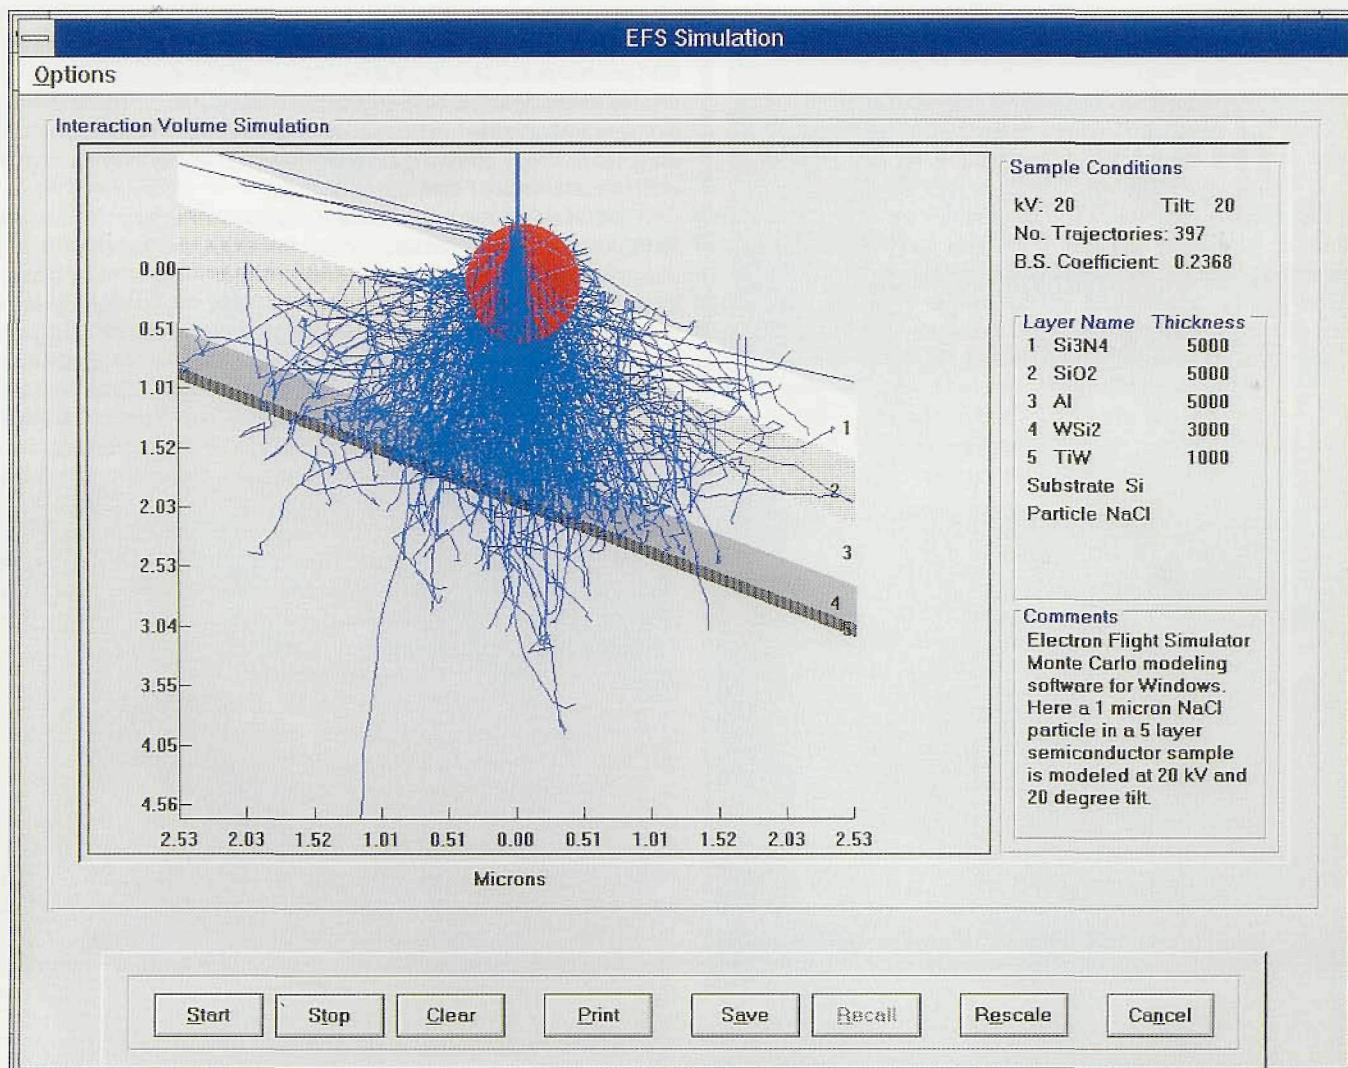 EFS Simulation
Options
Interaction Volume Simulation
0.00
0.51
1.01
1.52
2.03
2.53
3.04
3.55
4.05
4.56
2.53 2.03 1.52 1.01 0.51 0.00 0.51 1.01 1.52 2.03 2.53
Microns
1
2
3
4
5
Sample Conditions
kV: 20 Tilt: 20
No. Trajectories: 397
B.S. Coefficient: 0.2368
Layer Name Thickness
1 Si3N4 5000
2 SiO2 5000
3 Al 5000
4 WSi2 3000
5 TiW 1000
Substrate Si
Particle NaCl
Comments
Electron Flight Simulator
Monte Carlo modeling
software for Windows.
Here a 1 micron NaCl
particle in a 5 layer
semiconductor sample
is modeled at 20 kV and
20 degree tilt.
Start Stop Clear Print Save Recall Rescale Cancel